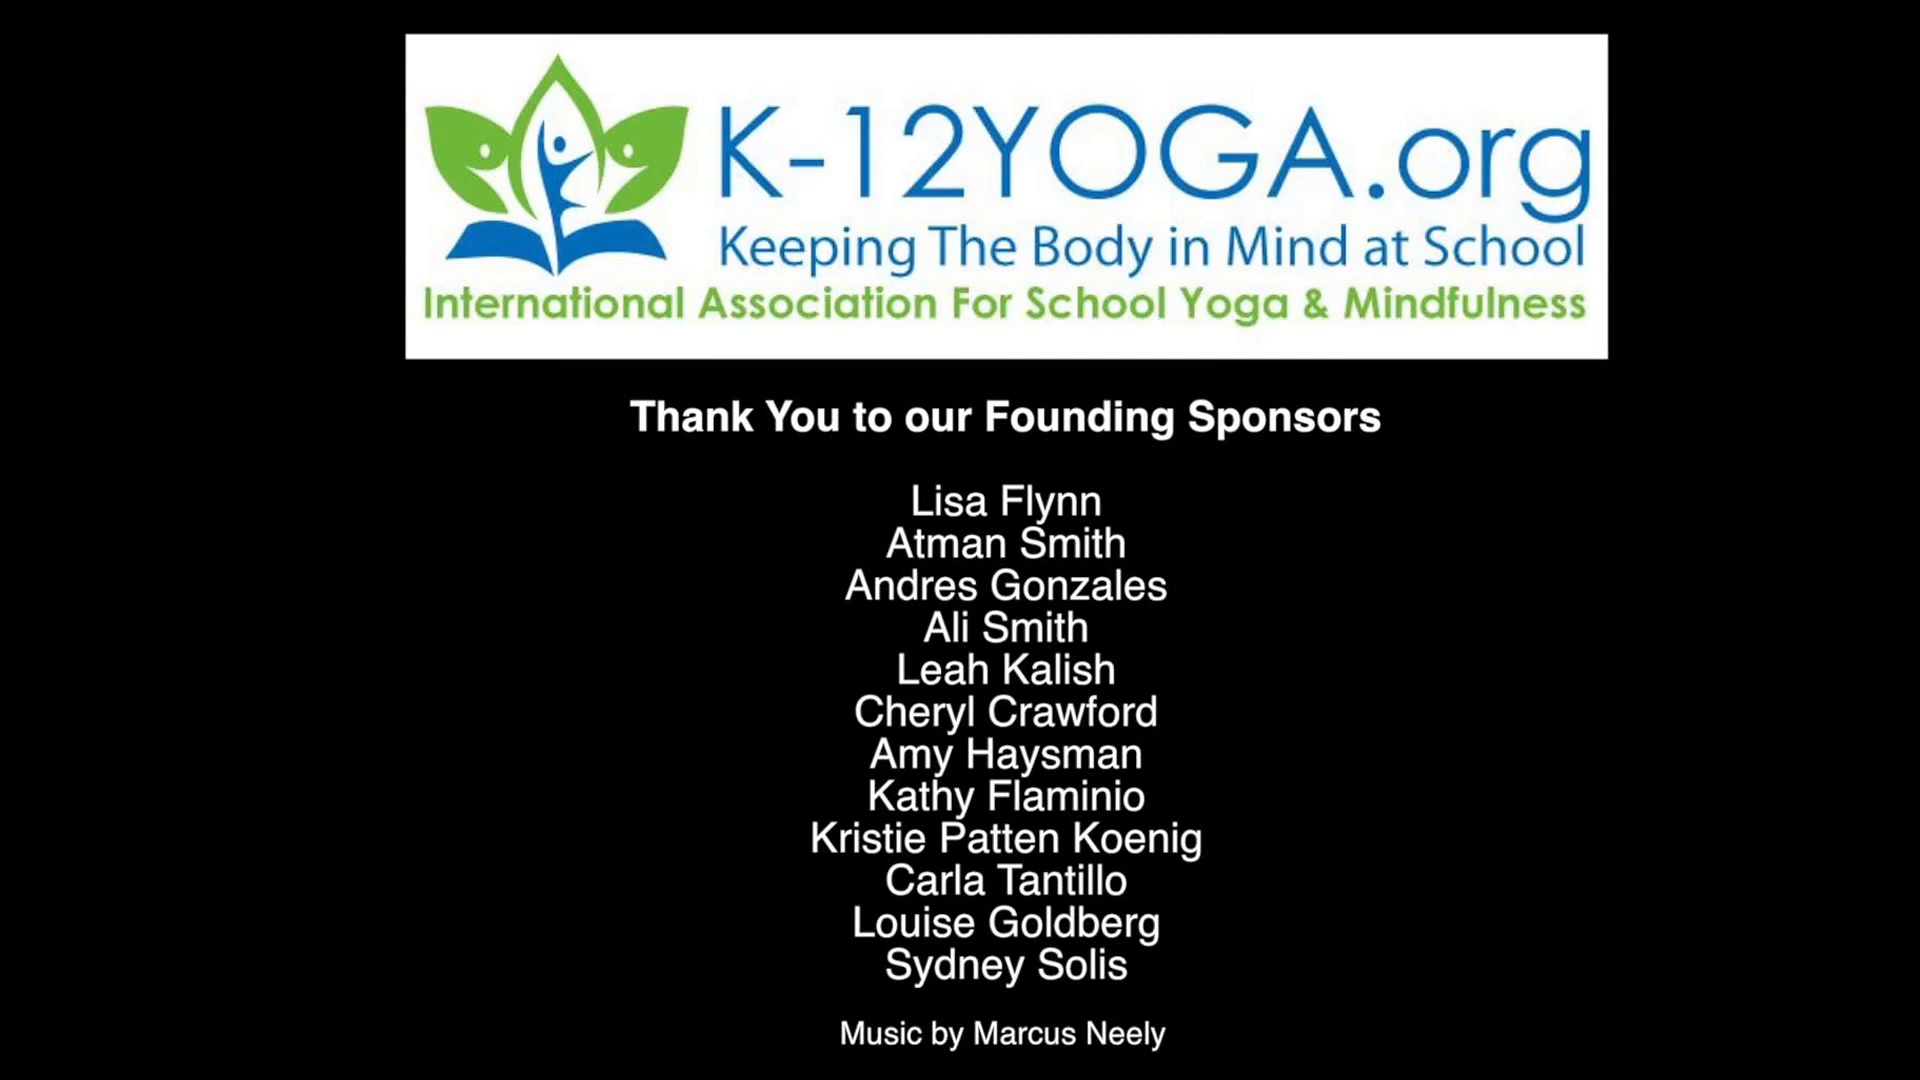 K-12YOGA.org
Keeping The Body in Mind at School
International Association For School Yoga & Mindfulness
Thank You to our Founding Sponsors
Lisa Flynn
Atman Smith
Andres Gonzales
Ali Smith
Leah Kalish
Cheryl Crawford
Amy Haysman
Kathy Flaminio
Kristie Patten Koenig
Carla Tantillo
Louise Goldberg
Sydney Solis
Music by Marcus Neely